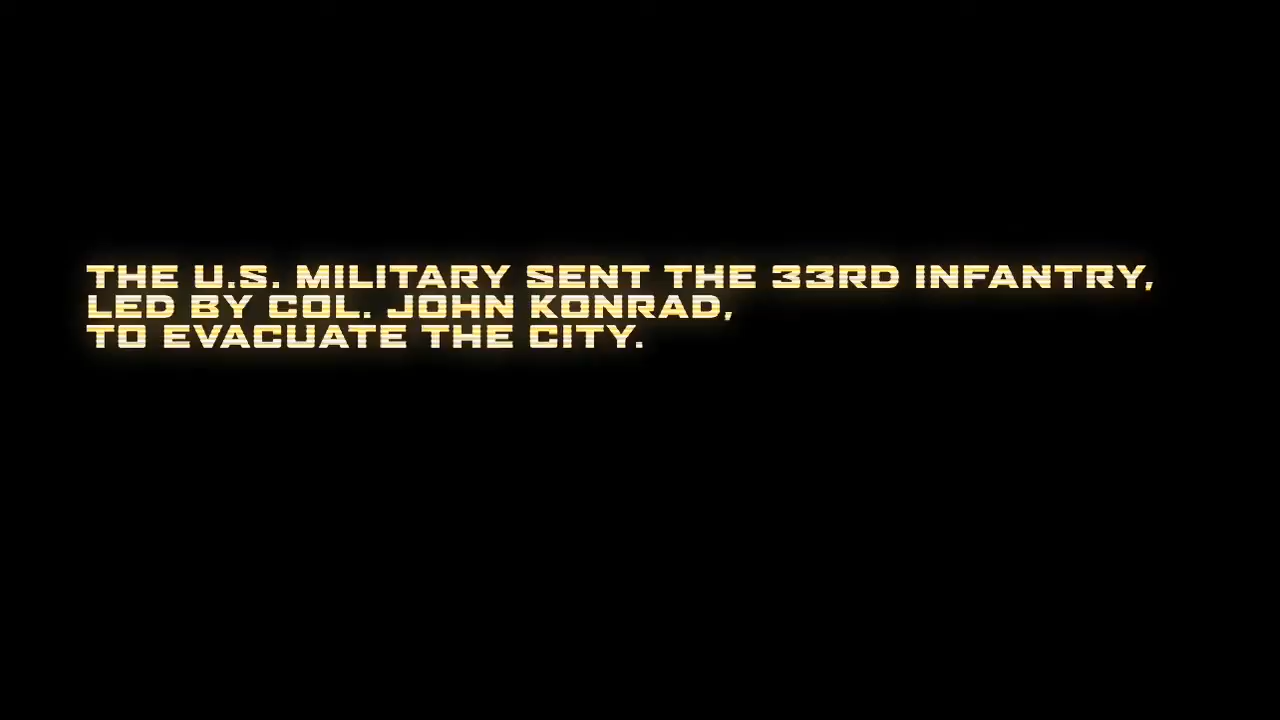 THE U.S. MILITARY SENT THE 33RD INFANTRY,
LED BY COL. JOHN KONRAD,
TO EVACUATE THE CITY.